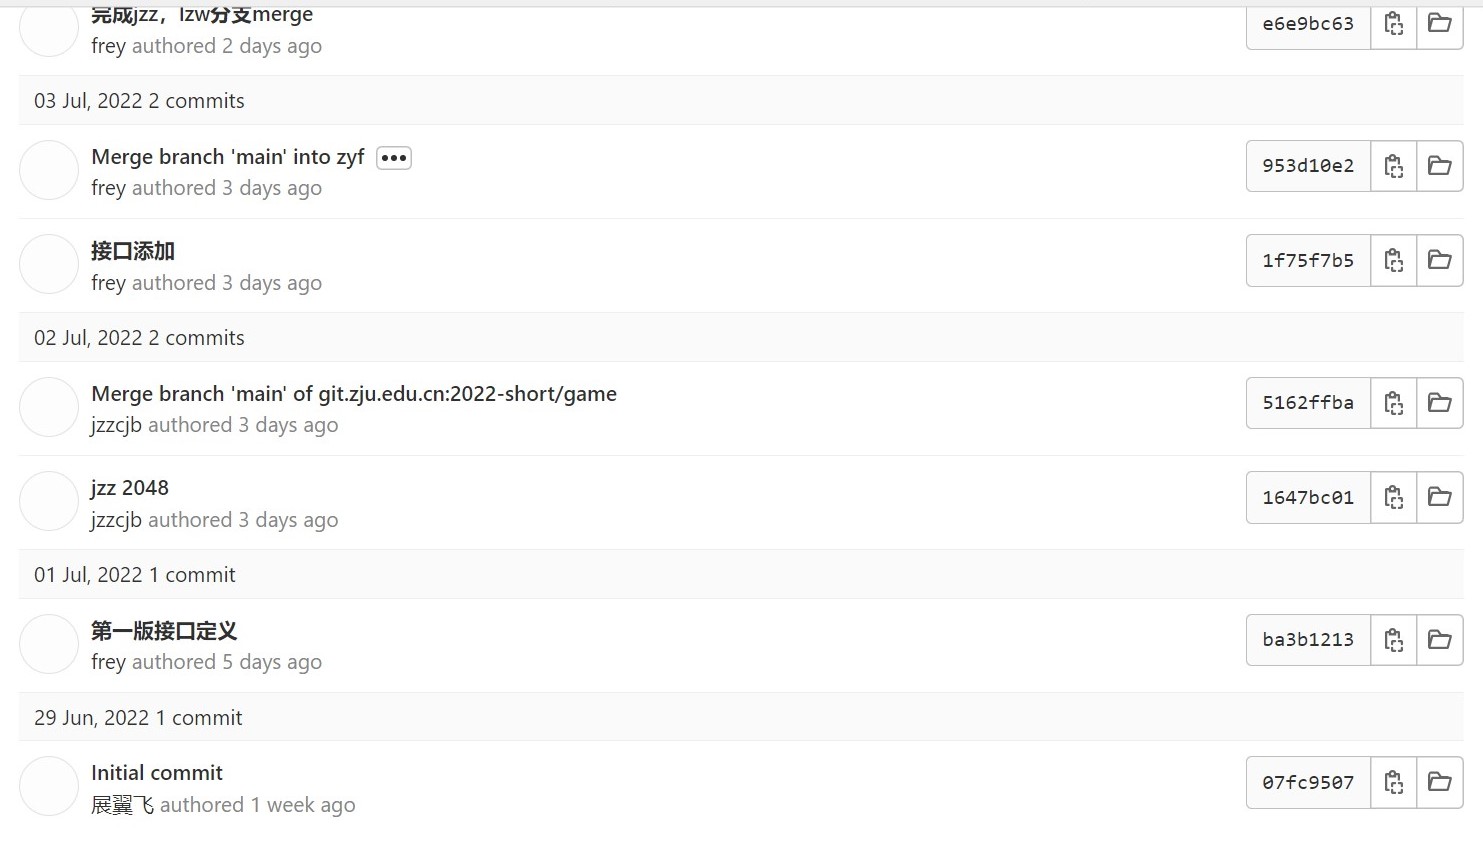 完成jzz，lzw分支merge
frey authored 2 days ago
e6e9bc63
03 Jul, 2022 2 commits
Merge branch 'main' into zyf
frey authored 3 days ago
953d10e2
接口添加
frey authored 3 days ago
1f75f7b5
02 Jul, 2022 2 commits
Merge branch 'main' of git.zju.edu.cn:2022-short/game
jzzcjb authored 3 days ago
5162ffba
jzz 2048
jzzcjb authored 3 days ago
1647bc01
01 Jul, 2022 1 commit
第一版接口定义
frey authored 5 days ago
ba3b1213
29 Jun, 2022 1 commit
Initial commit
展翼飞 authored 1 week ago
07fc9507